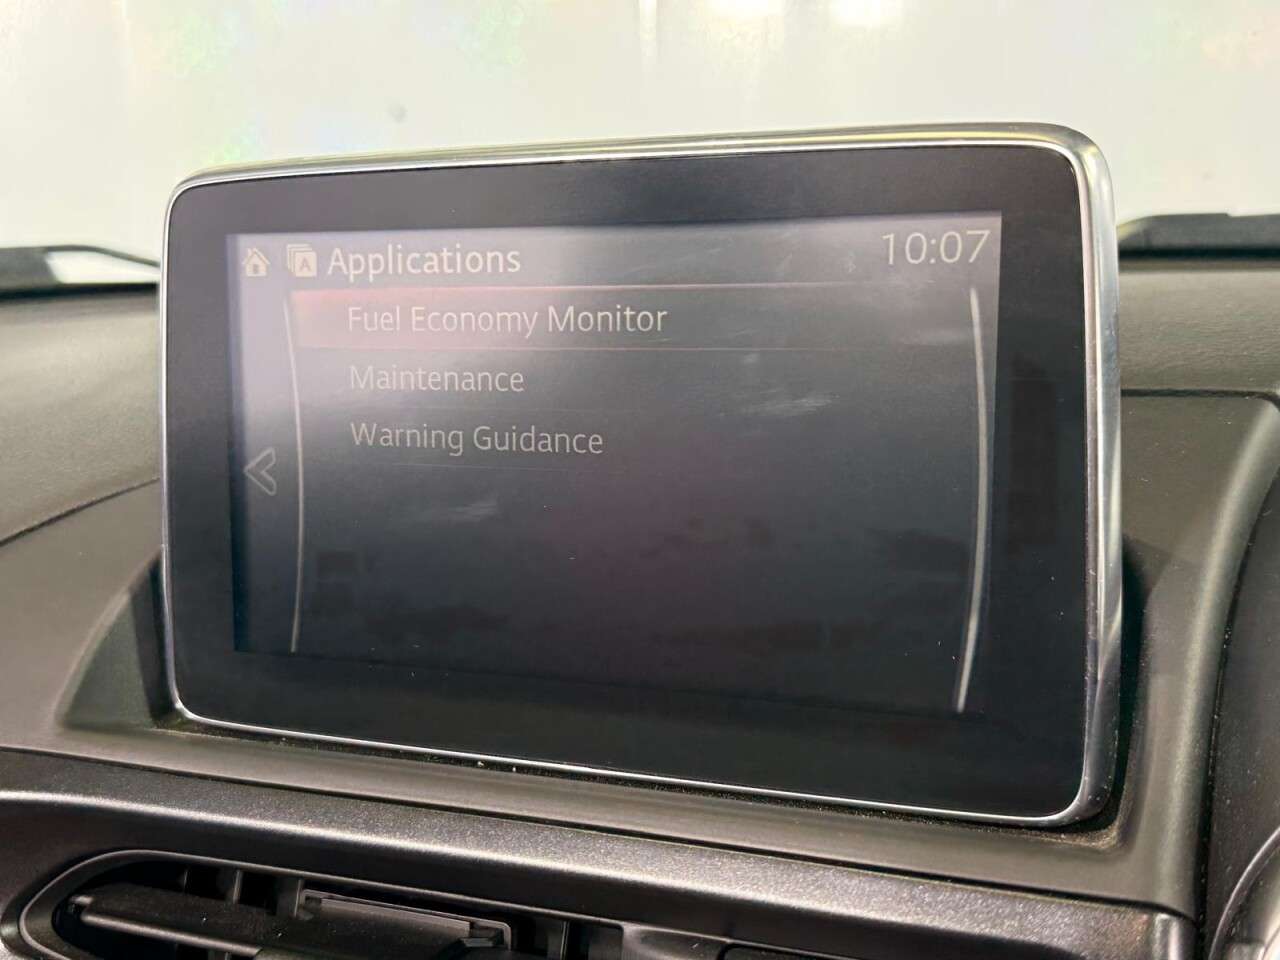 Applications
10:07
Fuel Economy Monitor
Maintenance
Warning Guidance